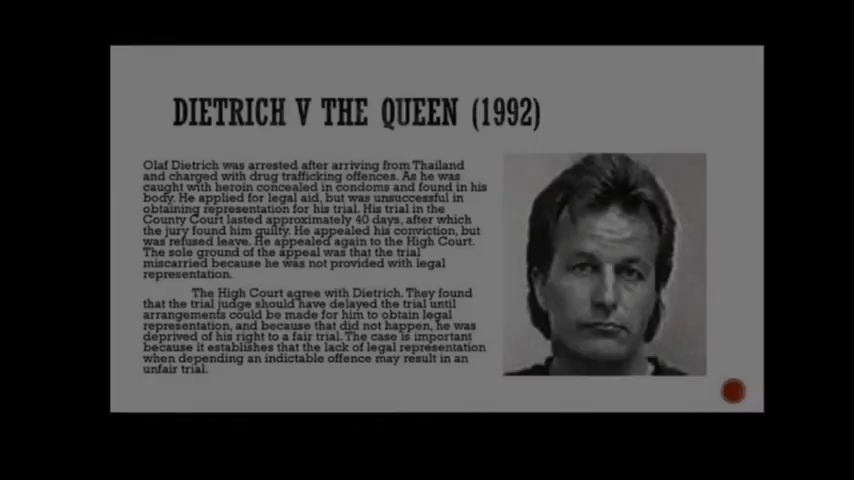 DIETRICH V THE QUEEN (1992)
Olaf Dietrich was arrested after arriving from Thailand
and charged with drug trafficking offences. As he was
caught with heroin concealed in condoms and found in his
body. He applied for legal aid, but was unsuccessful in
obtaining representation for his trial. His trial in the
County Court lasted approximately 40 days, after which
the jury found him guilty. He appealed his conviction, but
was refused leave. He appealed again to the High Court.
The sole ground of the appeal was that the trial
miscarried because he was not provided with legal
representation.
The High Court agree with Dietrich. They found
that the trial judge should have delayed the trial until
arrangements could be made for him to obtain legal
representation, and because that did not happen, he was
deprived of his right to a fair trial. The case is important
because it establishes that the lack of legal representation
when depending an indictable offence may result in an
unfair trial.